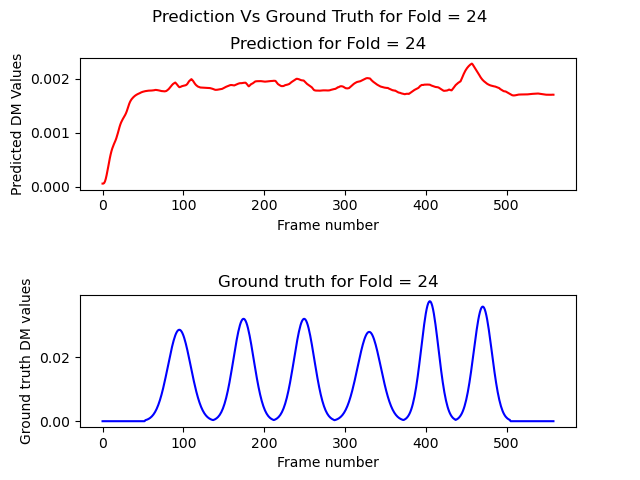 Prediction Vs Ground Truth for Fold = 24
Prediction for Fold = 24
Predicted DM Values
0.002
0.001
0.000
0 100 200 300 400 500
Frame number
Ground truth for Fold = 24
Ground truth DM values
0.02
0.00
0 100 200 300 400 500
Frame number